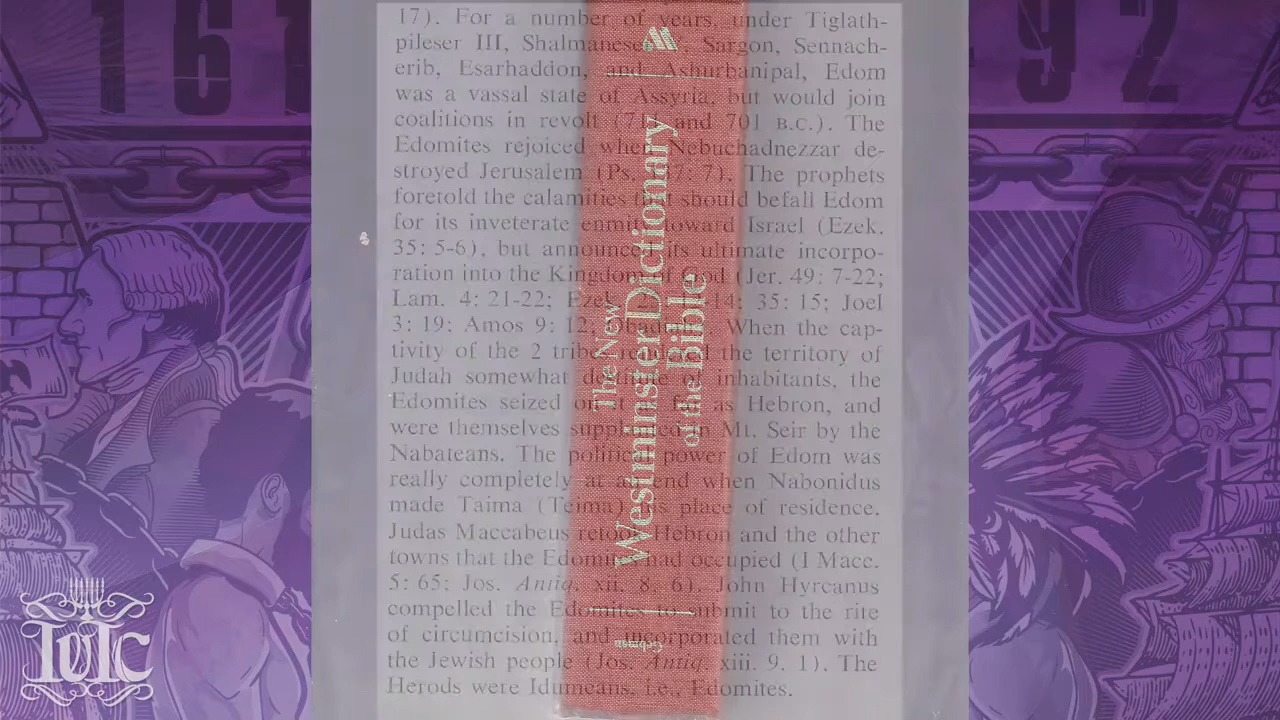 161
92
17). For a number of years, under Tiglath-
pileser III, Shalmaneser Sargon, Sennach-
erib, Esarhaddon, and Ashurbanipal, Edom
was a vassal state of Assyria, but would join
coalitions in revolt (71 and 701 B.C.). The
Edomites rejoiced when Nebuchadnezzar de-
stroyed Jerusalem (Ps. 7: 7). The prophets
foretold the calamities should befall Edom
for its inveterate enmity toward Israel (Ezek.
35: 5-6), but announced its ultimate incorpo-
ration into the Kingdom of God (Jer. 49: 7-22;
Lam. 4: 21-22; Ezek. 14; 35: 15; Joel
3: 19; Amos 9: 12; Obadiah When the cap-
tivity of the 2 tribes rendered the territory of
Judah somewhat destitute of inhabitants, the
Edomites seized on it as Hebron, and
were themselves supplanted in Mt. Seir by the
Nabateans. The political power of Edom was
really completely at an end when Nabonidus
made Taima (Teima) his place of residence.
Judas Maccabeus retook Hebron and the other
towns that the Edomites had occupied (I Macc.
5: 65; Jos. Antiq. xii. 8. 6). John Hyrcanus
compelled the Edomites to submit to the rite
of circumcision, and incorporated them with
the Jewish people (Jos. Antiq. xiii. 9. 1). The
Herods were Idumeans, i.e., Edomites.
The New
Westminster Dictionary
of the Bible
Gehman
IUIC